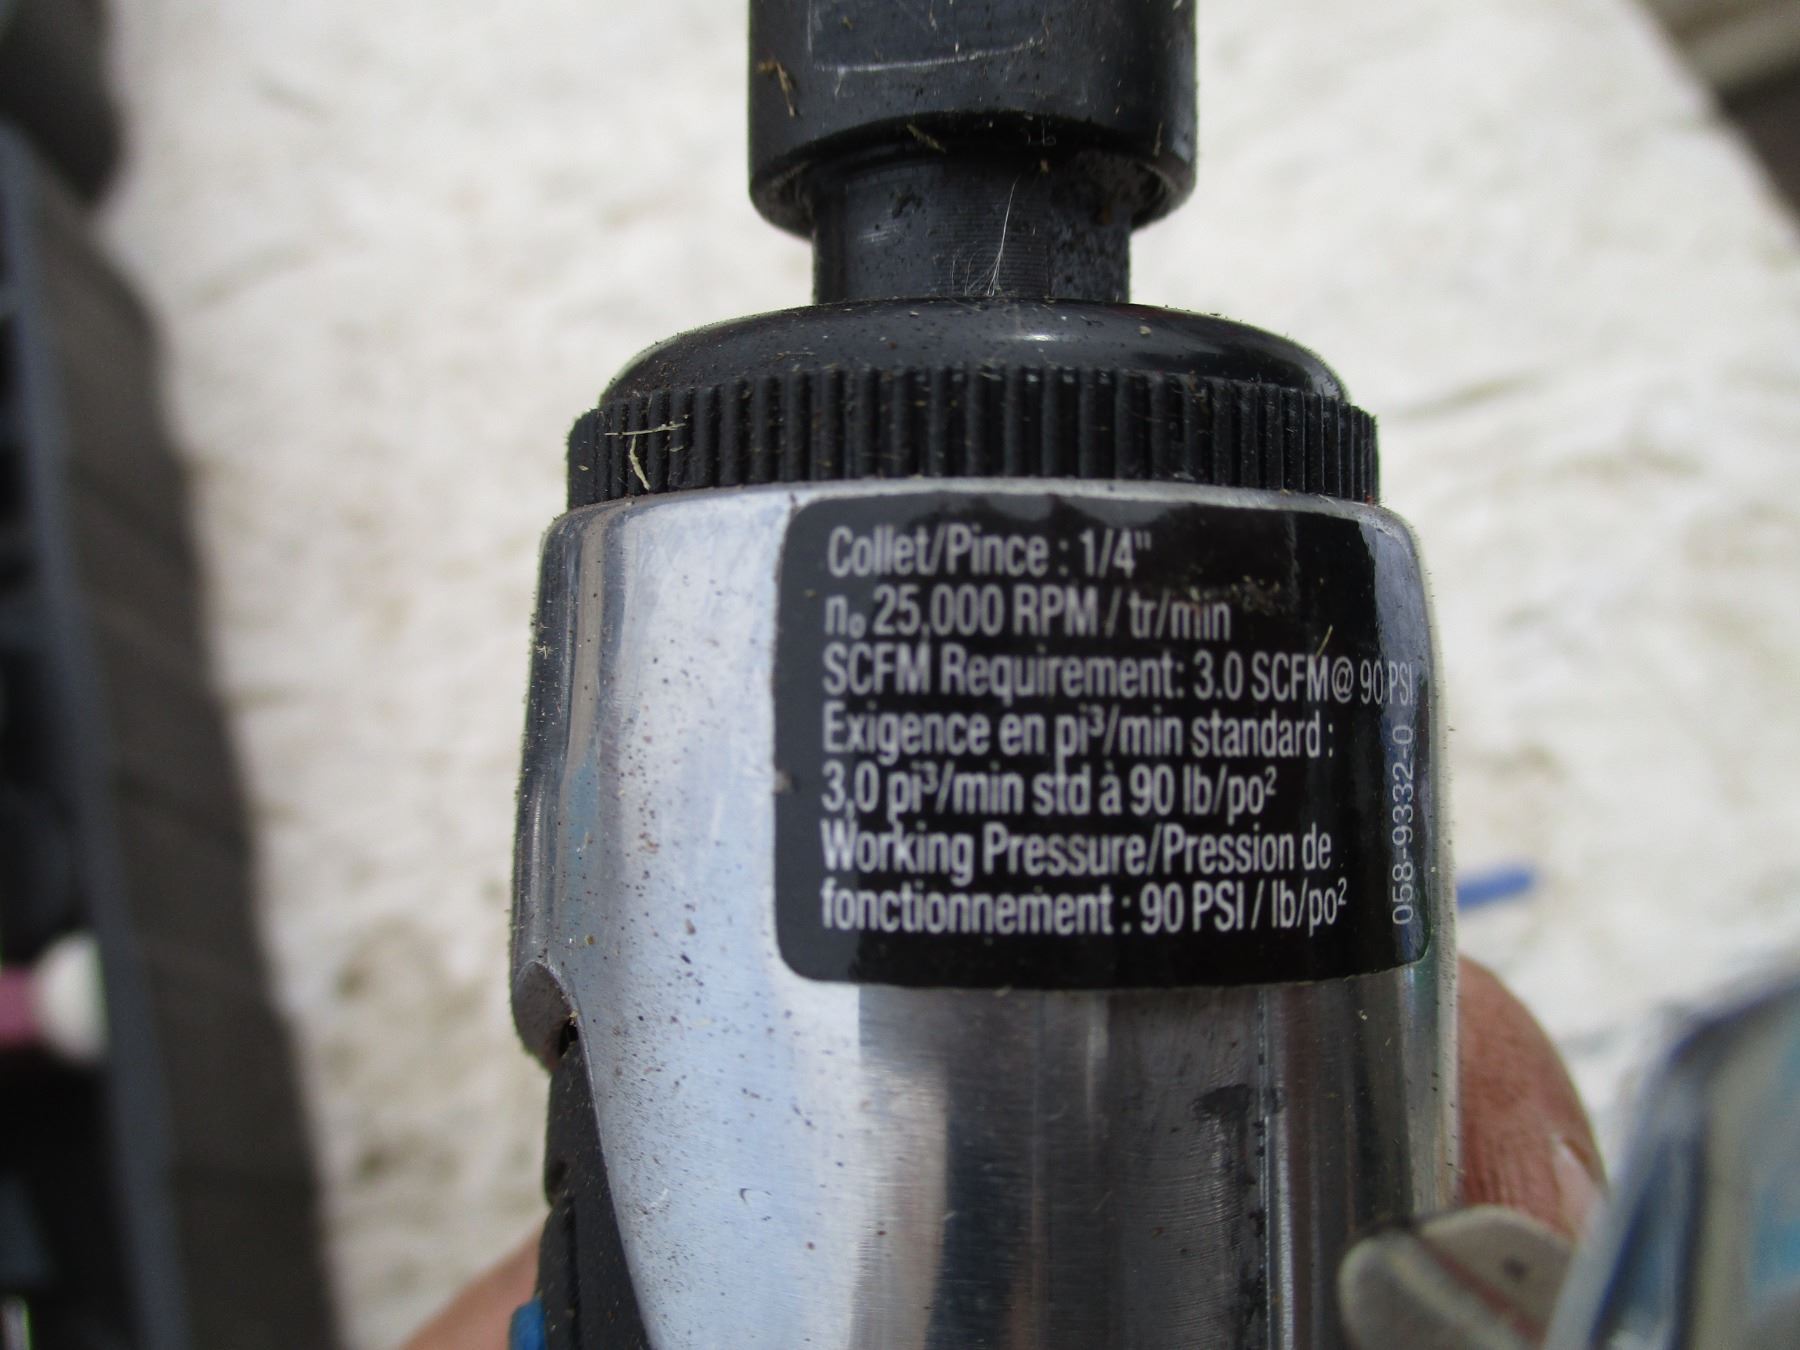 Collet/Pince : 1/4"
nₒ 25,000 RPM / tr/min
SCFM Requirement: 3.0 SCFM@ 90 PSI
Exigence en pi³/min standard :
3,0 pi³/min std à 90 lb/po²
Working Pressure/Pression de
fonctionnement : 90 PSI / lb/po²
058-9332-0